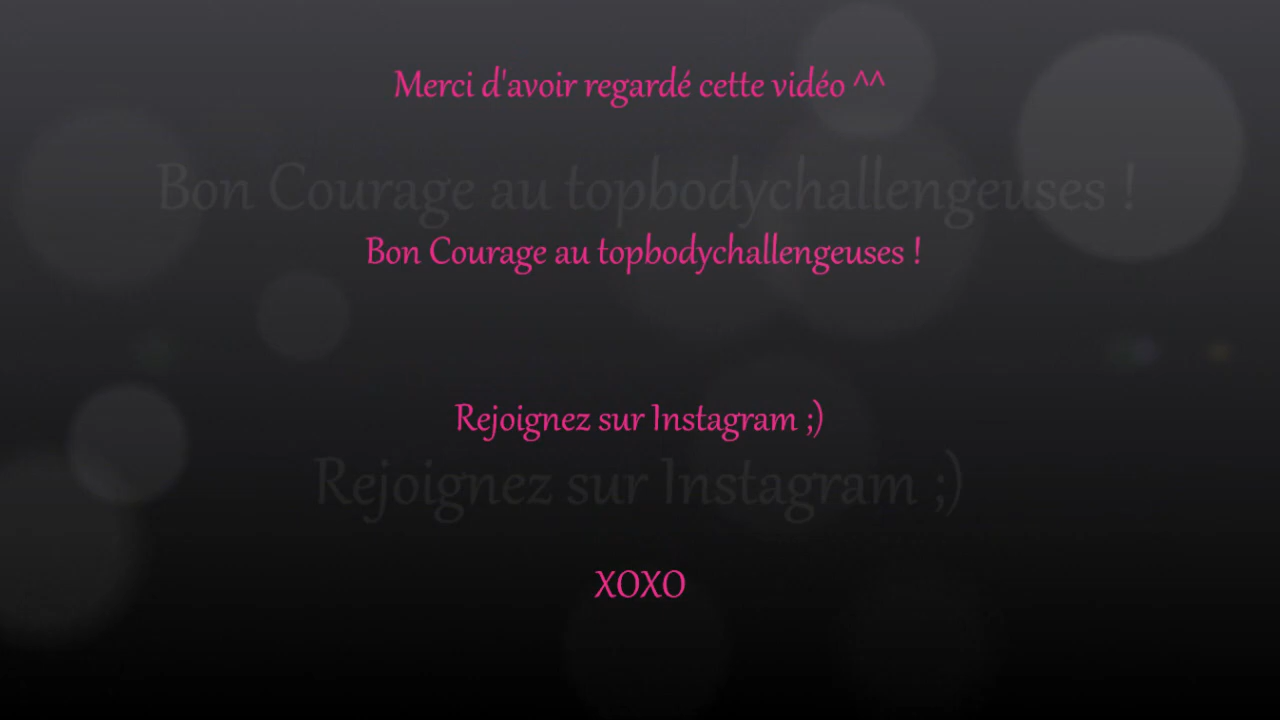 Merci d'avoir regardé cette vidéo ^^
Bon Courage au topbodychallengeuses !
Bon Courage au topbodychallengeuses !
Rejoignez sur Instagram ;)
Rejoignez sur Instagram ;)
XOXO